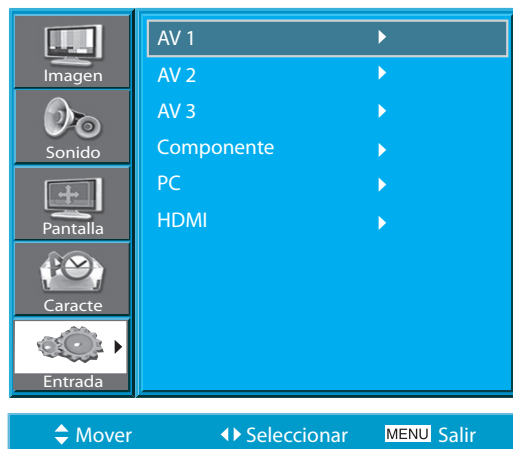 Imagen
Sonido
Pantalla
Caracte
Entrada
AV 1
AV 2
AV 3
Componente
PC
HDMI
Mover Seleccionar MENU Salir